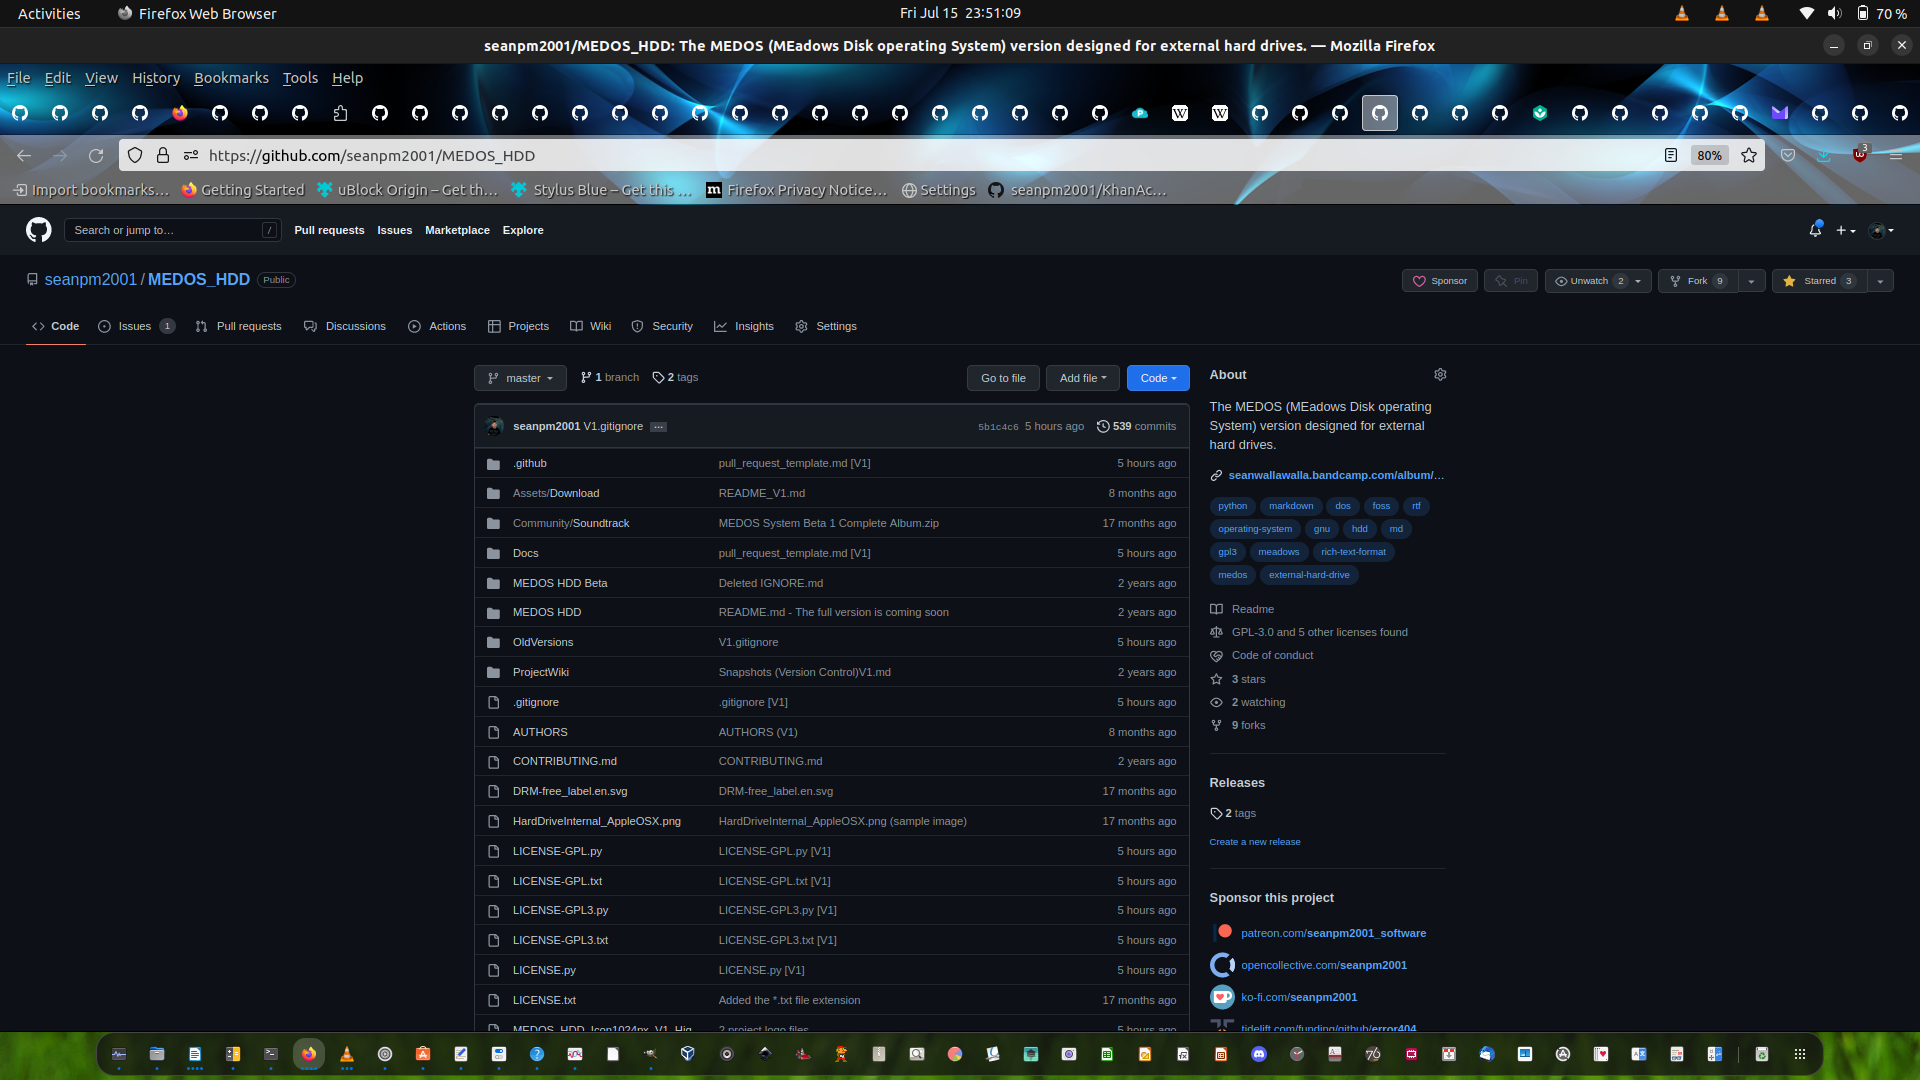 Activities
Firefox Web Browser
Fri Jul 15 23:51:09
70 %
seanpm2001/MEDOS_HDD: The MEDOS (MEadows Disk operating System) version designed for external hard drives. — Mozilla Firefox
File Edit View History Bookmarks Tools Help
https://github.com/seanpm2001/MEDOS_HDD
80%
3
Import bookmarks… Getting Started uBlock Origin – Get th… Stylus Blue – Get this … Firefox Privacy Notice… Settings seanpm2001/KhanAc…
Search or jump to… /
Pull requests Issues Marketplace Explore
seanpm2001 / MEDOS_HDD Public
Sponsor Pin Unwatch 2 Fork 9 Starred 3
Code Issues 1 Pull requests Discussions Actions Projects Wiki Security Insights Settings
master 1 branch 2 tags Go to file Add file Code
seanpm2001 V1.gitignore ··· 5b1c4c6 5 hours ago 539 commits
.github pull_request_template.md [V1] 5 hours ago
Assets/Download README_V1.md 8 months ago
Community/Soundtrack MEDOS System Beta 1 Complete Album.zip 17 months ago
Docs pull_request_template.md [V1] 5 hours ago
MEDOS HDD Beta Deleted IGNORE.md 2 years ago
MEDOS HDD README.md - The full version is coming soon 2 years ago
OldVersions V1.gitignore 5 hours ago
ProjectWiki Snapshots (Version Control)V1.md 2 years ago
.gitignore .gitignore [V1] 5 hours ago
AUTHORS AUTHORS (V1) 8 months ago
CONTRIBUTING.md CONTRIBUTING.md 2 years ago
DRM-free_label.en.svg DRM-free_label.en.svg 17 months ago
HardDriveInternal_AppleOSX.png HardDriveInternal_AppleOSX.png (sample image) 17 months ago
LICENSE-GPL.py LICENSE-GPL.py [V1] 5 hours ago
LICENSE-GPL.txt LICENSE-GPL.txt [V1] 5 hours ago
LICENSE-GPL3.py LICENSE-GPL3.py [V1] 5 hours ago
LICENSE-GPL3.txt LICENSE-GPL3.txt [V1] 5 hours ago
LICENSE.py LICENSE.py [V1] 5 hours ago
LICENSE.txt Added the *.txt file extension 17 months ago
MEDOS_HDD_Icon1024px_V1_Hig… 2 project logo files 5 hours ago
About
The MEDOS (MEadows Disk operating
System) version designed for external
hard drives.
seanwallawalla.bandcamp.com/album/…
python markdown dos foss rtf
operating-system gnu hdd md
gpl3 meadows rich-text-format
medos external-hard-drive
Readme
GPL-3.0 and 5 other licenses found
Code of conduct
3 stars
2 watching
9 forks
Releases
2 tags
Create a new release
Sponsor this project
patreon.com/seanpm2001_software
opencollective.com/seanpm2001
ko-fi.com/seanpm2001
tidelift.com/funding/github/error404